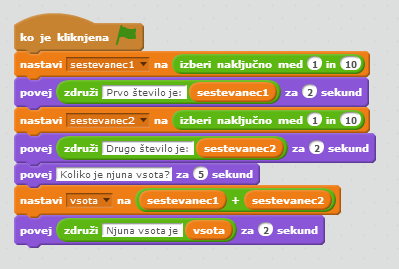 ko je kliknjena
nastavi sestevanec1 na izberi naključno med 1 in 10
povej združi Prvo število je: sestevanec1 za 2 sekund
nastavi sestevanec2 na izberi naključno med 1 in 10
povej združi Drugo število je: sestevanec2 za 2 sekund
povej Koliko je njuna vsota? za 5 sekund
nastavi vsota na sestevanec1 + sestevanec2
povej združi Njuna vsota je vsota za 2 sekund